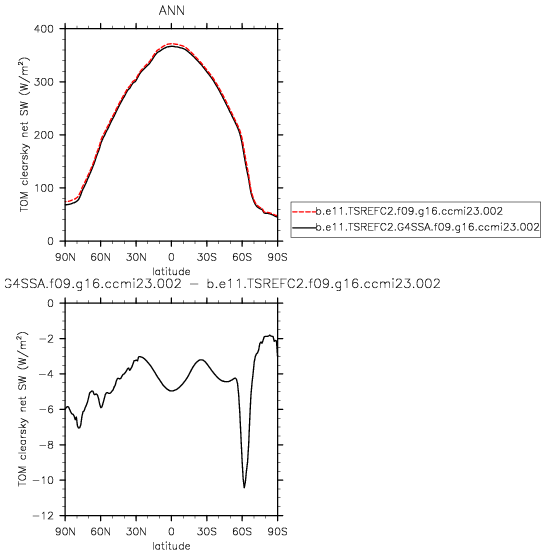 ANN
TOM clearsky net SW (W/m²)
400
300
200
100
0
90N 60N 30N 0 30S 60S 90S
latitude
b.e11.TSREFC2.f09.g16.ccmi23.002
b.e11.TSREFC2.G4SSA.f09.g16.ccmi23.002
G4SSA.f09.g16.ccmi23.002 − b.e11.TSREFC2.f09.g16.ccmi23.002
TOM clearsky net SW (W/m²)
0
−2
−4
−6
−8
−10
−12
90N 60N 30N 0 30S 60S 90S
latitude